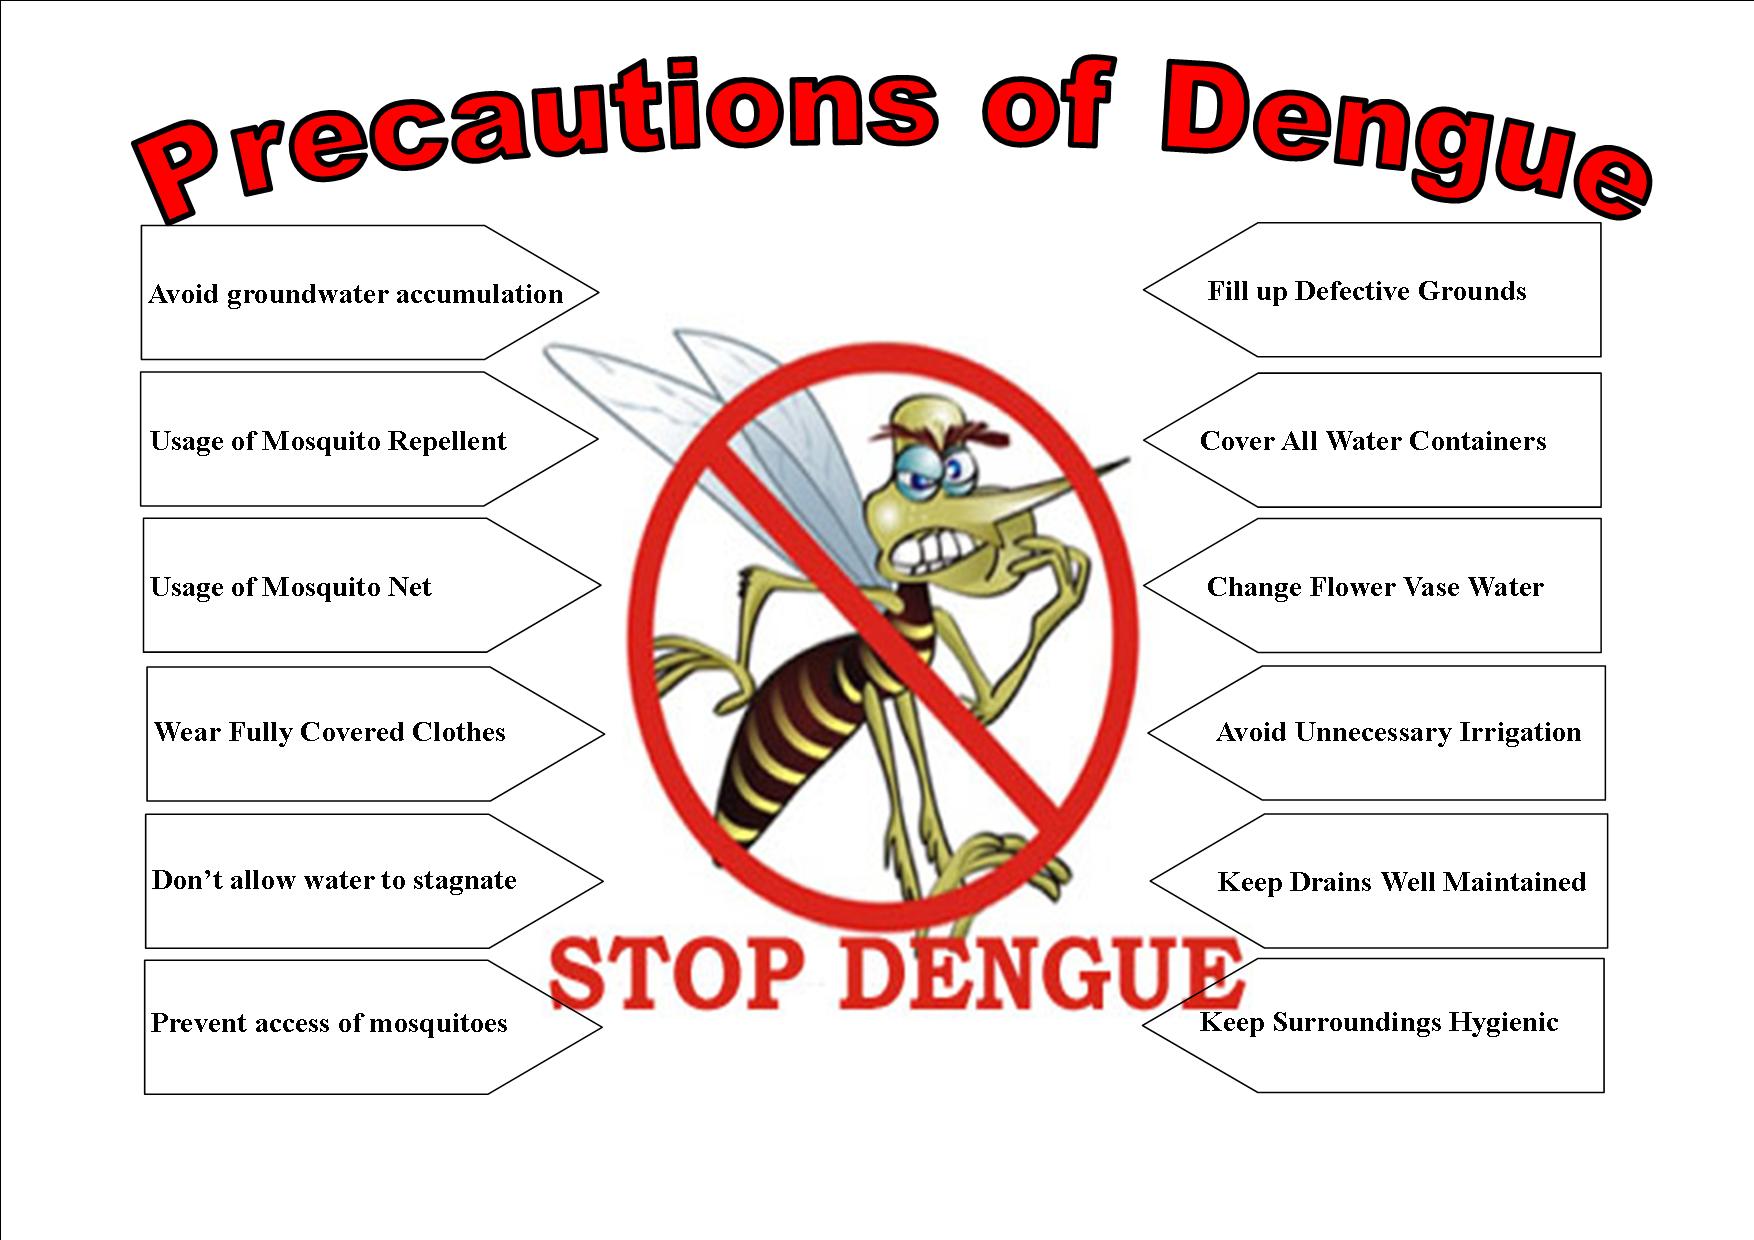 Precautions of Dengue
Avoid groundwater accumulation
Usage of Mosquito Repellent
Usage of Mosquito Net
Wear Fully Covered Clothes
Don’t allow water to stagnate
Prevent access of mosquitoes
Fill up Defective Grounds
Cover All Water Containers
Change Flower Vase Water
Avoid Unnecessary Irrigation
Keep Drains Well Maintained
Keep Surroundings Hygienic
STOP DENGUE